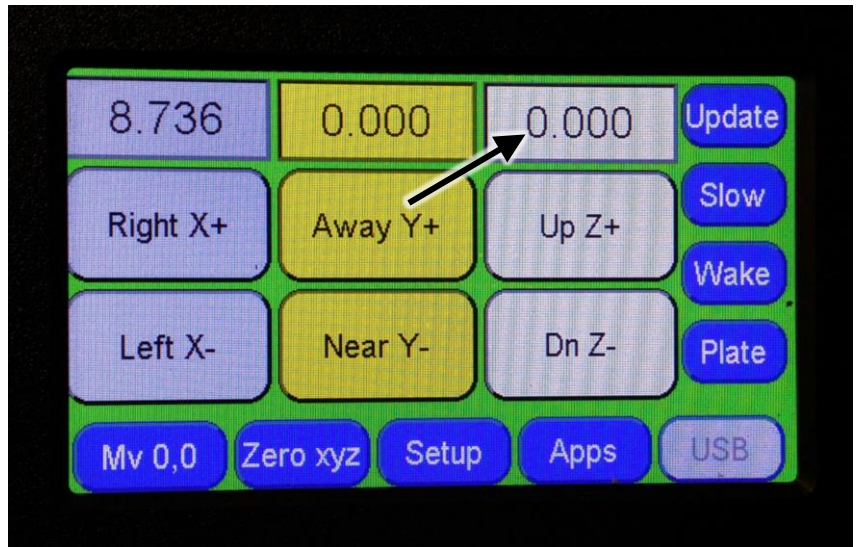 8.736 0.000 0.000 Update
Right X+ Away Y+ Up Z+ Slow
Wake
Left X- Near Y- Dn Z- Plate
Mv 0,0 Zero xyz Setup Apps USB